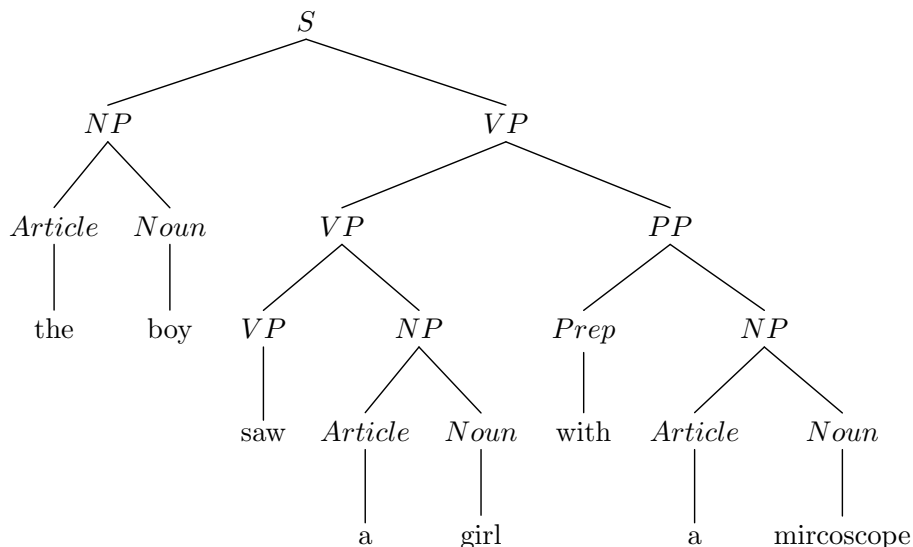 S
NP VP
Article Noun VP PP
the boy VP NP Prep NP
saw Article Noun with Article Noun
a girl a mircoscope